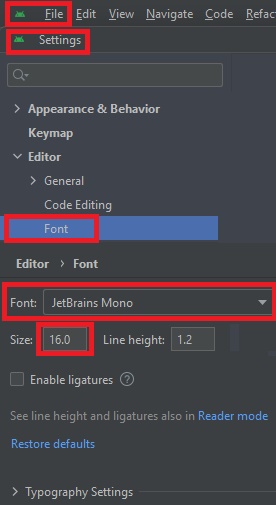 File Edit View Navigate Code Refact
Settings
Appearance & Behavior
Keymap
Editor
General
Code Editing
Font
Editor › Font
Font: JetBrains Mono
Size: 16.0 Line height: 1.2
Enable ligatures ?
See line height and ligatures also in Reader mode
Restore defaults
Typography Settings